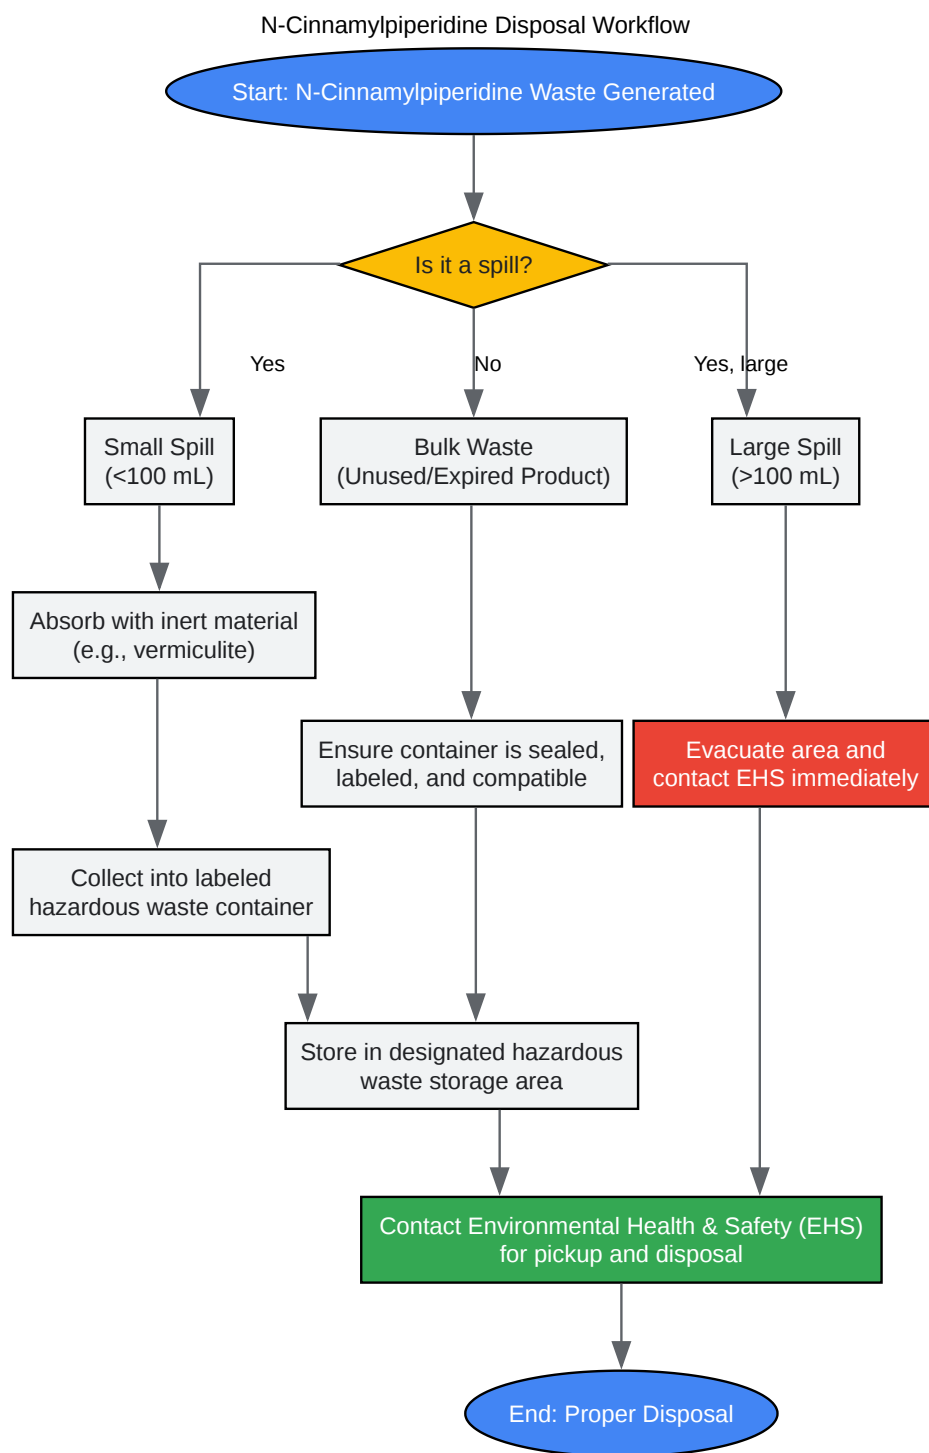 N-Cinnamylpiperidine Disposal Workflow
Start: N-Cinnamylpiperidine Waste Generated
Is it a spill?
Yes
No
Yes, large
Small Spill
(<100 mL)
Bulk Waste
(Unused/Expired Product)
Large Spill
(>100 mL)
Absorb with inert material
(e.g., vermiculite)
Ensure container is sealed,
labeled, and compatible
Evacuate area and
contact EHS immediately
Collect into labeled
hazardous waste container
Store in designated hazardous
waste storage area
Contact Environmental Health & Safety (EHS)
for pickup and disposal
End: Proper Disposal